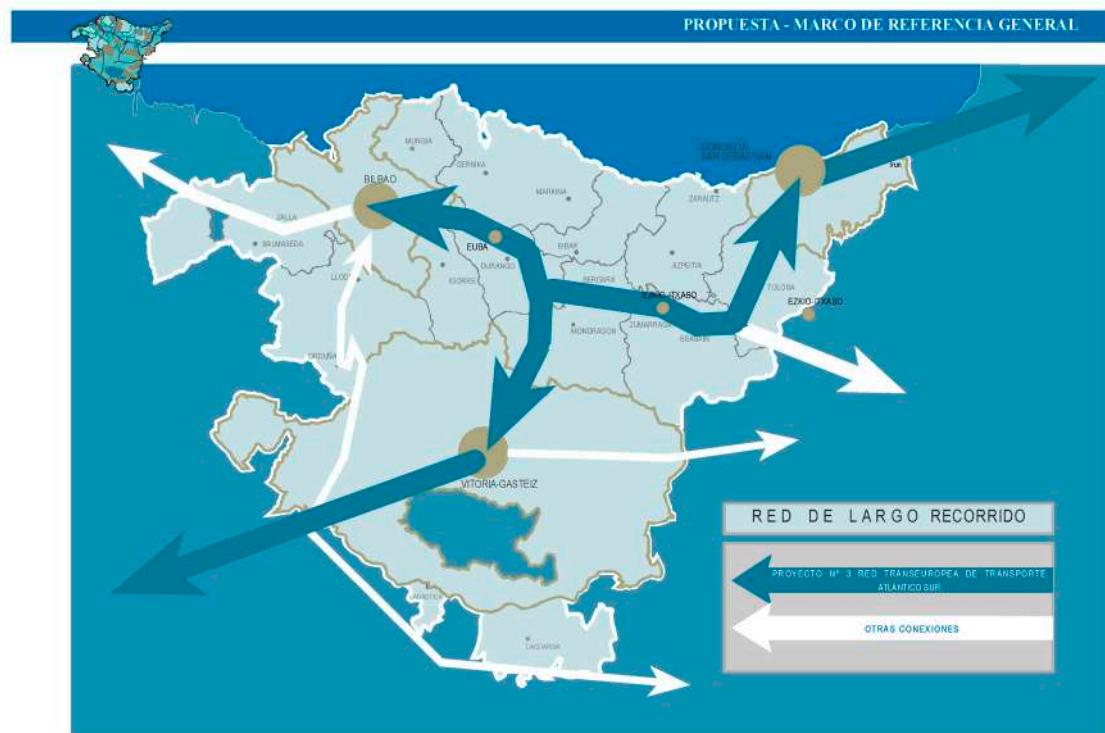 PROPUESTA - MARCO DE REFERENCIA GENERAL
DONOSTIA-
SAN SEBASTIAN
MUNGIA
GERNIKA
BILBAO
MARKINA
ZARAUTZ
ZALLA
BALMASEDA
EUBA
EIBAR
DURANGO
IGORRE
AZPEITIA
BERGARA
TOLOSA
EZKIO-ITXASO
EZKIO-ITXASO
ZUMARRAGA
MONDRAGON
BEASAIN
ORDUÑA
VITORIA-GASTEIZ
LAGUARDIA
RED DE LARGO RECORRIDO
PROYECTO Nº 3 RED TRANSEUROPEA DE TRANSPORTE
ATLÁNTICO SUR
OTRAS CONEXIONES